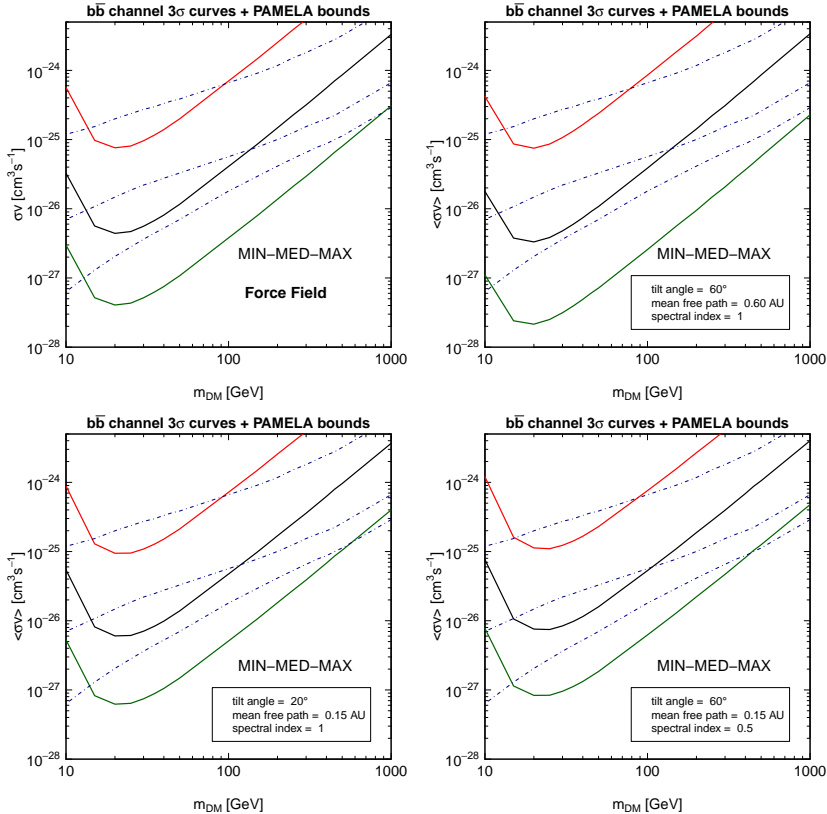 bb̅ channel 3σ curves + PAMELA bounds
10⁻²⁴
10⁻²⁵
10⁻²⁶
10⁻²⁷
10⁻²⁸
σv [cm³s⁻¹]
MIN−MED−MAX
Force Field
10 100 1000
m_DM [GeV]
bb̅ channel 3σ curves + PAMELA bounds
10⁻²⁴
10⁻²⁵
10⁻²⁶
10⁻²⁷
10⁻²⁸
<σv> [cm³s⁻¹]
MIN−MED−MAX
tilt angle = 60°
mean free path = 0.60 AU
spectral index = 1
10 100 1000
m_DM [GeV]
bb̅ channel 3σ curves + PAMELA bounds
10⁻²⁴
10⁻²⁵
10⁻²⁶
10⁻²⁷
10⁻²⁸
<σv> [cm³s⁻¹]
MIN−MED−MAX
tilt angle = 20°
mean free path = 0.15 AU
spectral index = 1
10 100 1000
m_DM [GeV]
bb̅ channel 3σ curves + PAMELA bounds
10⁻²⁴
10⁻²⁵
10⁻²⁶
10⁻²⁷
10⁻²⁸
<σv> [cm³s⁻¹]
MIN−MED−MAX
tilt angle = 60°
mean free path = 0.15 AU
spectral index = 0.5
10 100 1000
m_DM [GeV]